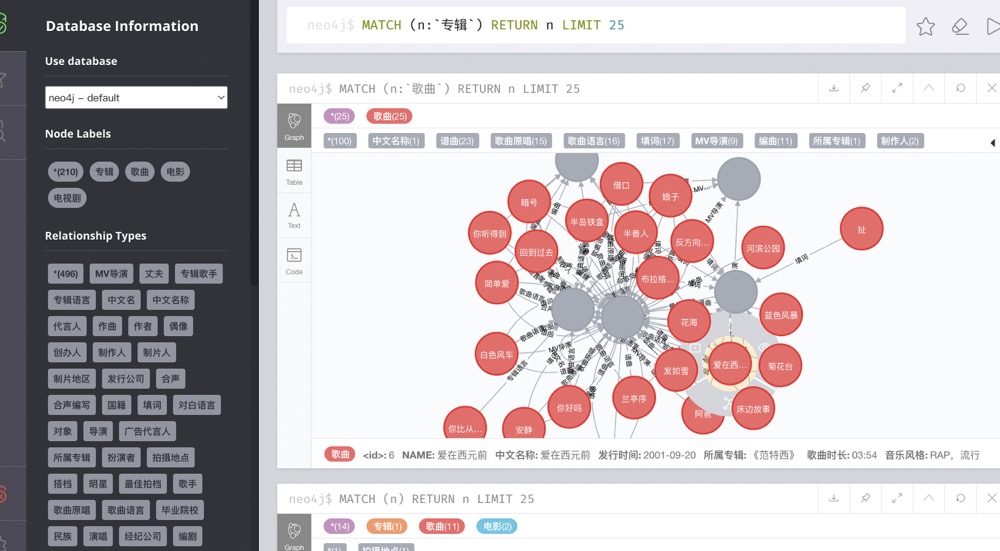 Database Information
Use database
neo4j – default
Node Labels
*(210) 专辑 歌曲 电影
电视剧
Relationship Types
*(496) MV导演 丈夫 专辑歌手
专辑语言 中文名 中文名称
代言人 作曲 作者 偶像
创办人 制作人 制片人
制片地区 发行公司 合声
合声编写 国籍 填词 对白语言
对象 导演 广告代言人
所属专辑 扮演者 拍摄地点
搭档 明星 最佳拍档 歌手
歌曲原唱 歌曲语言 毕业院校
民族 演唱 经纪公司 编剧
neo4j$ MATCH (n:`专辑`) RETURN n LIMIT 25
neo4j$ MATCH (n:`歌曲`) RETURN n LIMIT 25
*(25) 歌曲(25)
*(100) 中文名称(1) 谱曲(23) 歌曲原唱(15) 歌曲语言(16) 填词(17) MV导演(9) 编曲(11) 所属专辑(1) 制作人(2)
Graph
Table
Text
Code
借口
暗号
娘子
半岛铁盒
你听得到
半兽人
扯
反方向...
河滨公园
回到过去
布拉格...
简单爱
蓝色风暴
花海
白色风车
爱在西...
菊花台
发如雪
兰亭序
你好吗
床边故事
阿爸
你比从...
安静
MV导演
填词
专辑语言
歌曲 <id>: 6 NAME: 爱在西元前 中文名称: 爱在西元前 发行时间: 2001-09-20 所属专辑: 《范特西》 歌曲时长: 03:54 音乐风格: RAP，流行
neo4j$ MATCH (n) RETURN n LIMIT 25
*(14) 专辑(1) 歌曲(11) 电影(2)
Graph
拍摄地点(1)